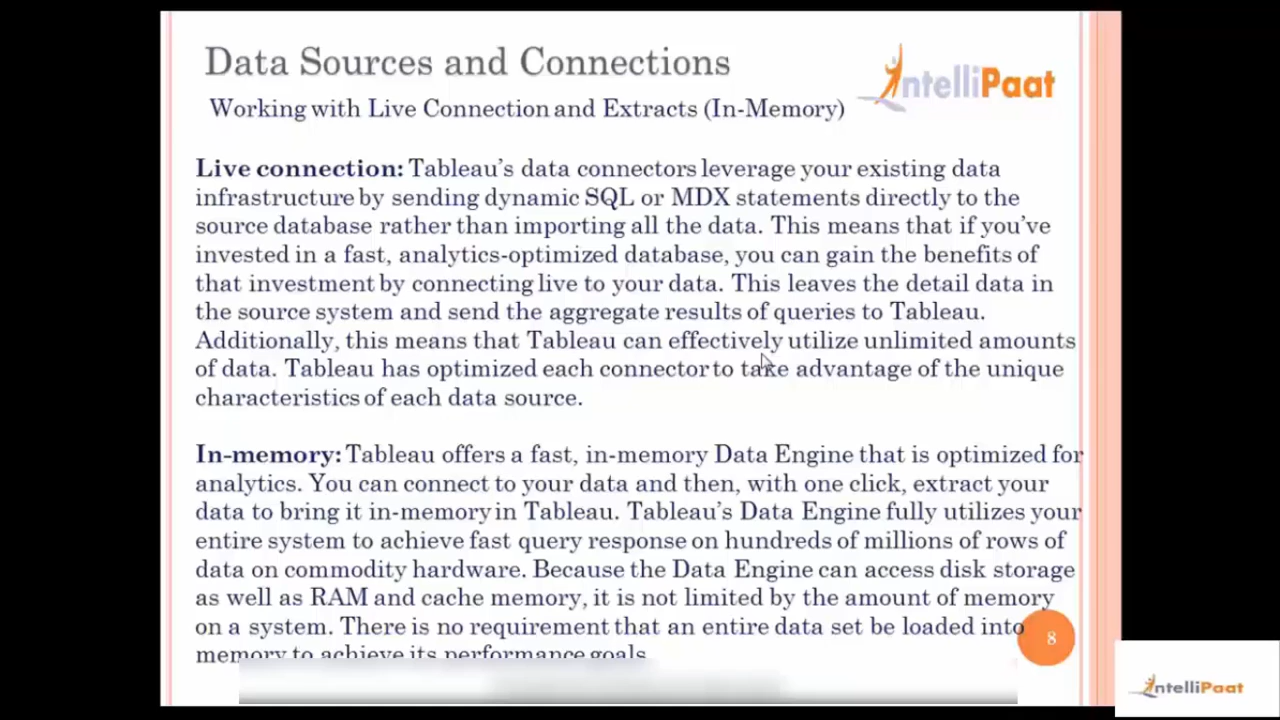 Data Sources and Connections
IntelliPaat
Working with Live Connection and Extracts (In-Memory)
Live connection: Tableau's data connectors leverage your existing data
infrastructure by sending dynamic SQL or MDX statements directly to the
source database rather than importing all the data. This means that if you've
invested in a fast, analytics-optimized database, you can gain the benefits of
that investment by connecting live to your data. This leaves the detail data in
the source system and send the aggregate results of queries to Tableau.
Additionally, this means that Tableau can effectively utilize unlimited amounts
of data. Tableau has optimized each connector to take advantage of the unique
characteristics of each data source.
In-memory: Tableau offers a fast, in-memory Data Engine that is optimized for
analytics. You can connect to your data and then, with one click, extract your
data to bring it in-memory in Tableau. Tableau's Data Engine fully utilizes your
entire system to achieve fast query response on hundreds of millions of rows of
data on commodity hardware. Because the Data Engine can access disk storage
as well as RAM and cache memory, it is not limited by the amount of memory
on a system. There is no requirement that an entire data set be loaded into
8
memory to achieve its performance goals.
IntelliPaat